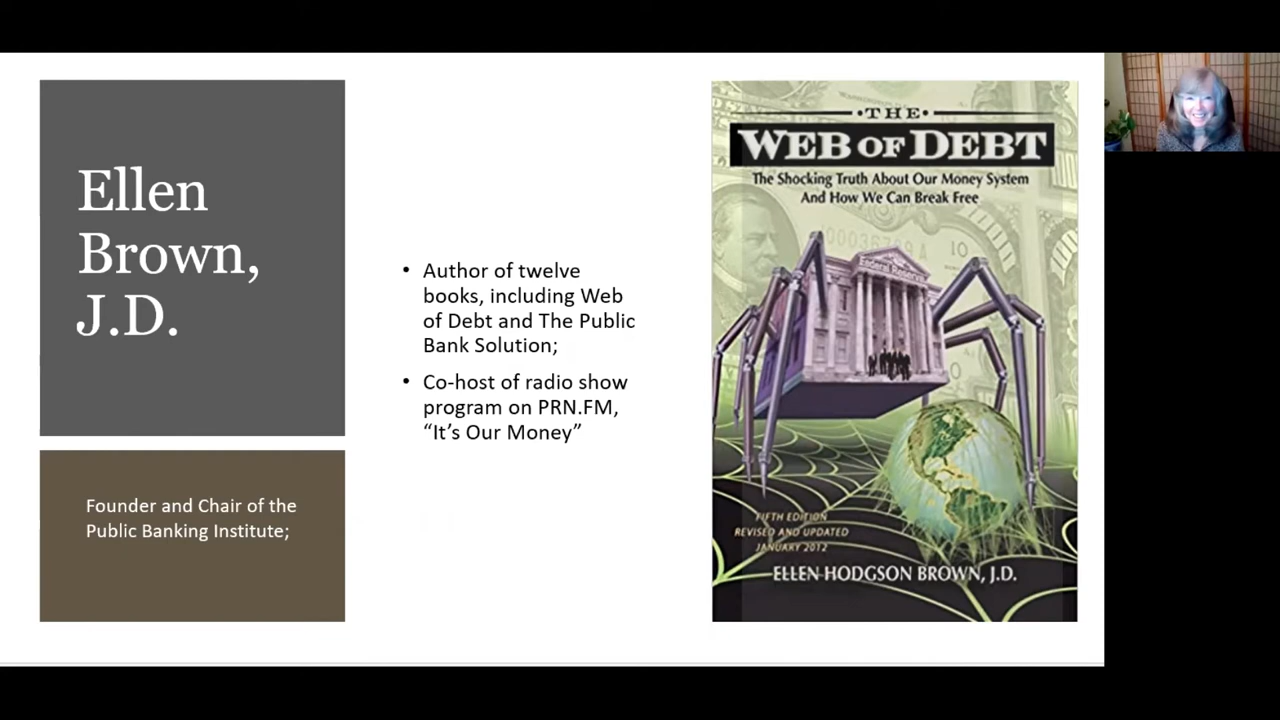 Ellen
Brown,
J.D.
Founder and Chair of the
Public Banking Institute;
• Author of twelve
books, including Web
of Debt and The Public
Bank Solution;
• Co-host of radio show
program on PRN.FM,
“It’s Our Money”
•THE•
WEB OF DEBT
The Shocking Truth About Our Money System
And How We Can Break Free
Federal Reserve
10
FIFTH EDITION
REVISED AND UPDATED
JANUARY 2012
ELLEN HODGSON BROWN, J.D.